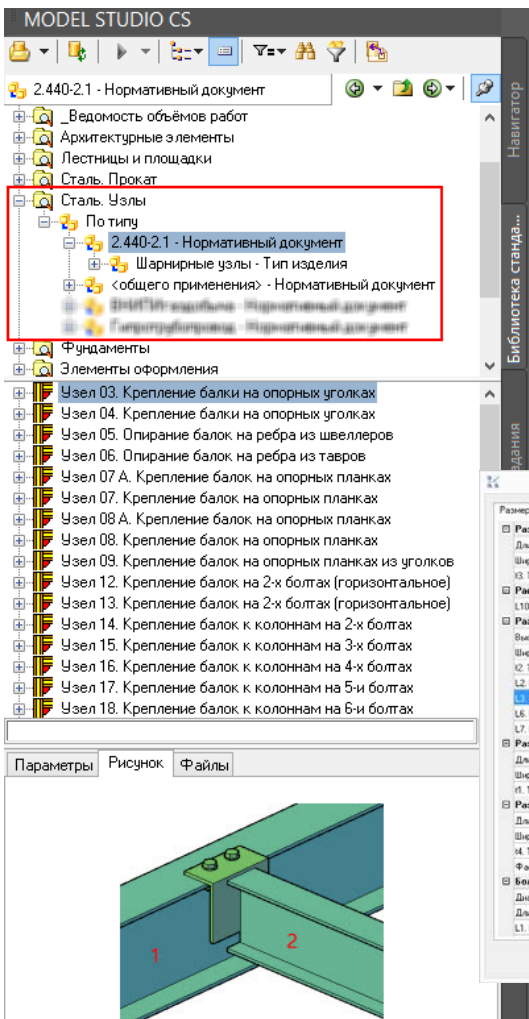 MODEL STUDIO CS
2.440-2.1 - Нормативный документ
Навигатор
_Ведомость объёмов работ
Архитектурные элементы
Лестницы и площадки
Сталь. Прокат
Сталь. Узлы
По типу
2.440-2.1 - Нормативный документ
Шарнирные узлы - Тип изделия
<общего применения> - Нормативный документ
Библиотека станда...
Фундаменты
Элементы оформления
Узел 03. Крепление балки на опорных уголках
Узел 04. Крепление балки на опорных уголках
Узел 05. Опирание балок на ребра из швеллеров
Узел 06. Опирание балок на ребра из тавров
Узел 07 А. Крепление балок на опорных планках
Узел 07. Крепление балок на опорных планках
Узел 08 А. Крепление балок на опорных планках
Узел 08. Крепление балок на опорных планках
Узел 09. Крепление балок на опорных планках из уголков
Узел 12. Крепление балок на 2-х болтах (горизонтальное)
Узел 13. Крепление балок на 2-х болтах (горизонтальное)
Узел 14. Крепление балок к колоннам на 2-х болтах
Узел 15. Крепление балок к колоннам на 3-х болтах
Узел 16. Крепление балок к колоннам на 4-х болтах
Узел 17. Крепление балок к колоннам на 5-и болтах
Узел 18. Крепление балок к колоннам на 6-и болтах
Параметры Рисунок Файлы
1
2